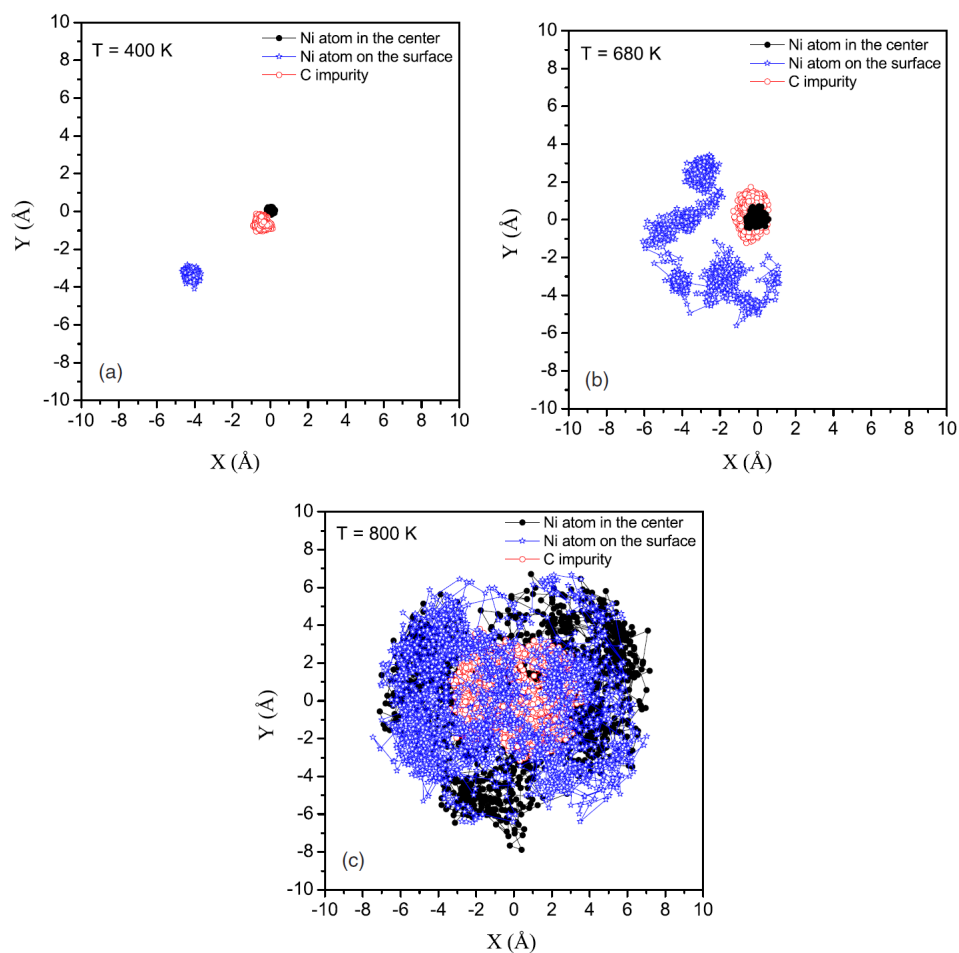 T = 400 K
Ni atom in the center
Ni atom on the surface
C impurity
10
8
6
4
2
0
-2
-4
-6
-8
-10
Y (Å)
(a)
-10 -8 -6 -4 -2 0 2 4 6 8 10
X (Å)
T = 680 K
Ni atom in the center
Ni atom on the surface
C impurity
10
8
6
4
2
0
-2
-4
-6
-8
-10
Y (Å)
(b)
-10 -8 -6 -4 -2 0 2 4 6 8 10
X (Å)
T = 800 K
Ni atom in the center
Ni atom on the surface
C impurity
10
8
6
4
2
0
-2
-4
-6
-8
-10
Y (Å)
(c)
-10 -8 -6 -4 -2 0 2 4 6 8 10
X (Å)